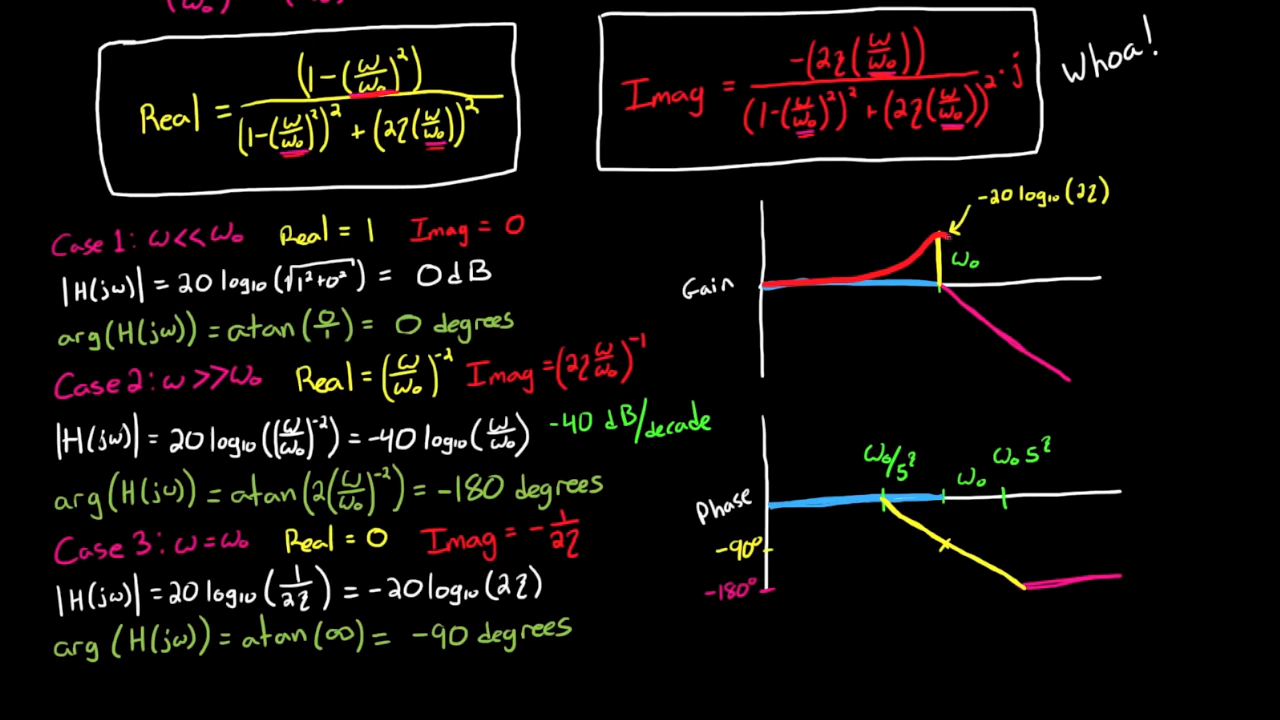 (ω₀)
Real = (1-(ω/ω₀)²) / ((1-(ω/ω₀)²)² + (2ζ(ω/ω₀))²)
Imag = -(2ζ(ω/ω₀)) / ((1-(ω/ω₀)²)² + (2ζ(ω/ω₀))²) · j
Whoa!
Case 1: ω<<ω₀ Real = 1 Imag = 0
|H(jω)| = 20 log₁₀(√(1²+0²)) = 0 dB
arg(H(jω)) = atan(0/1) = 0 degrees
Case 2: ω>>ω₀ Real = (ω/ω₀)⁻² Imag = (2ζ ω/ω₀)⁻¹
|H(jω)| = 20 log₁₀((ω/ω₀)⁻²) = -40 log₁₀(ω/ω₀) -40 dB/decade
arg(H(jω)) = atan(2(ω/ω₀)⁻²) = -180 degrees
Case 3: ω=ω₀ Real = 0 Imag = -1/2ζ
|H(jω)| = 20 log₁₀(1/2ζ) = -20 log₁₀(2ζ)
arg(H(jω)) = atan(∞) = -90 degrees
-20 log₁₀(2ζ)
ω₀
Gain
ω₀/5^ζ ω₀ ω₀5^ζ
Phase
-90°
-180°